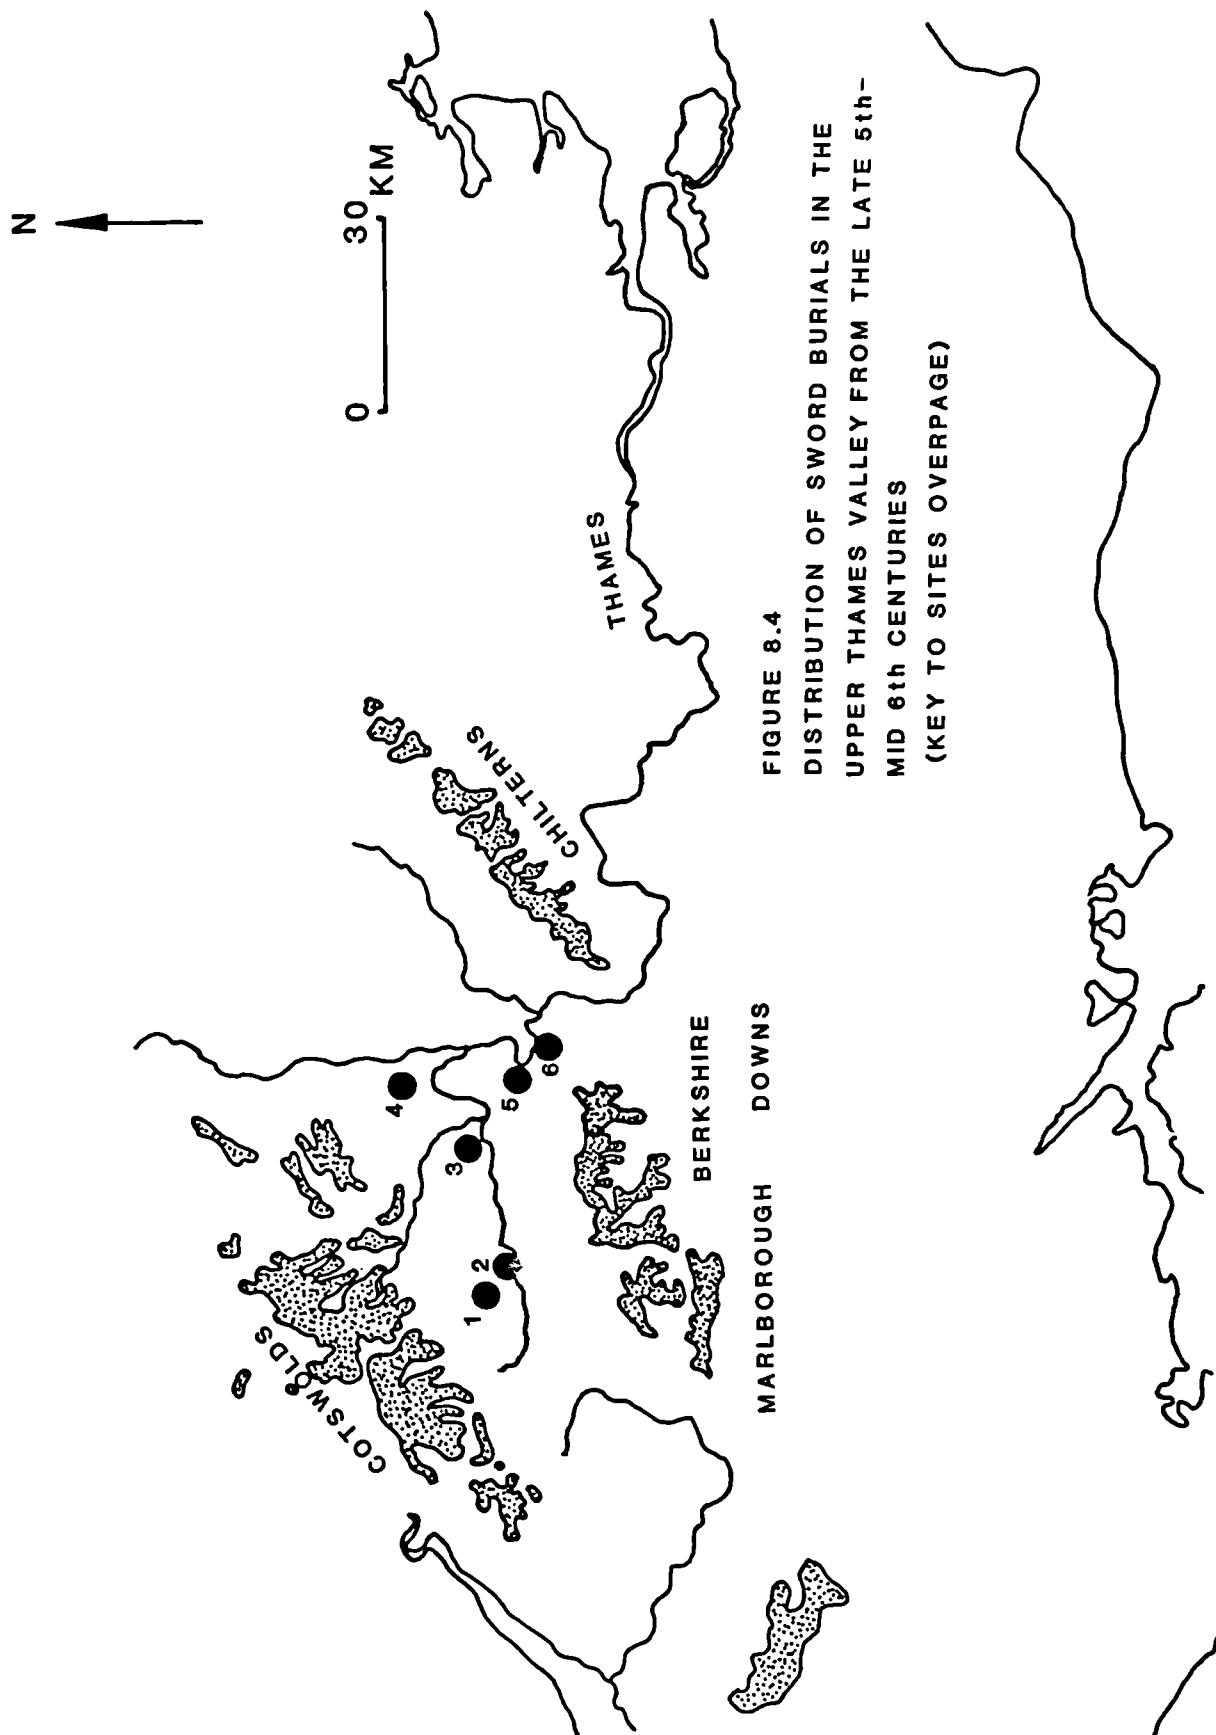 N
0 30
KM
COTSWOLDS
CHILTERNS
THAMES
1
2
3
4
5
6
BERKSHIRE
MARLBOROUGH DOWNS
FIGURE 8.4
DISTRIBUTION OF SWORD BURIALS IN THE
UPPER THAMES VALLEY FROM THE LATE 5th-
MID 6th CENTURIES
(KEY TO SITES OVERPAGE)